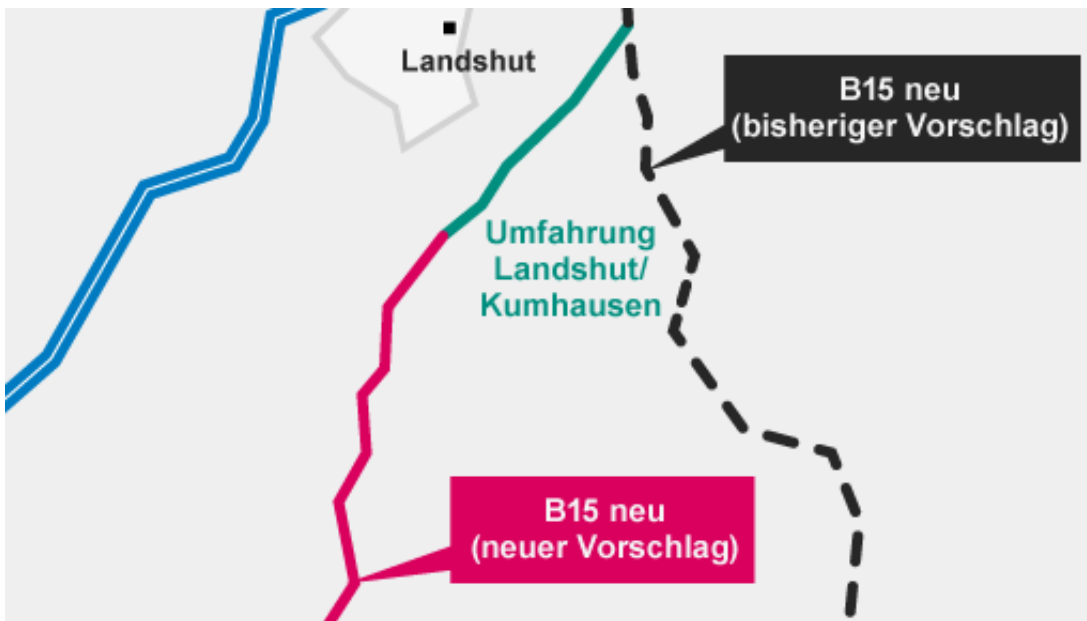 Landshut
B15 neu
(bisheriger Vorschlag)
Umfahrung
Landshut/
Kumhausen
B15 neu
(neuer Vorschlag)